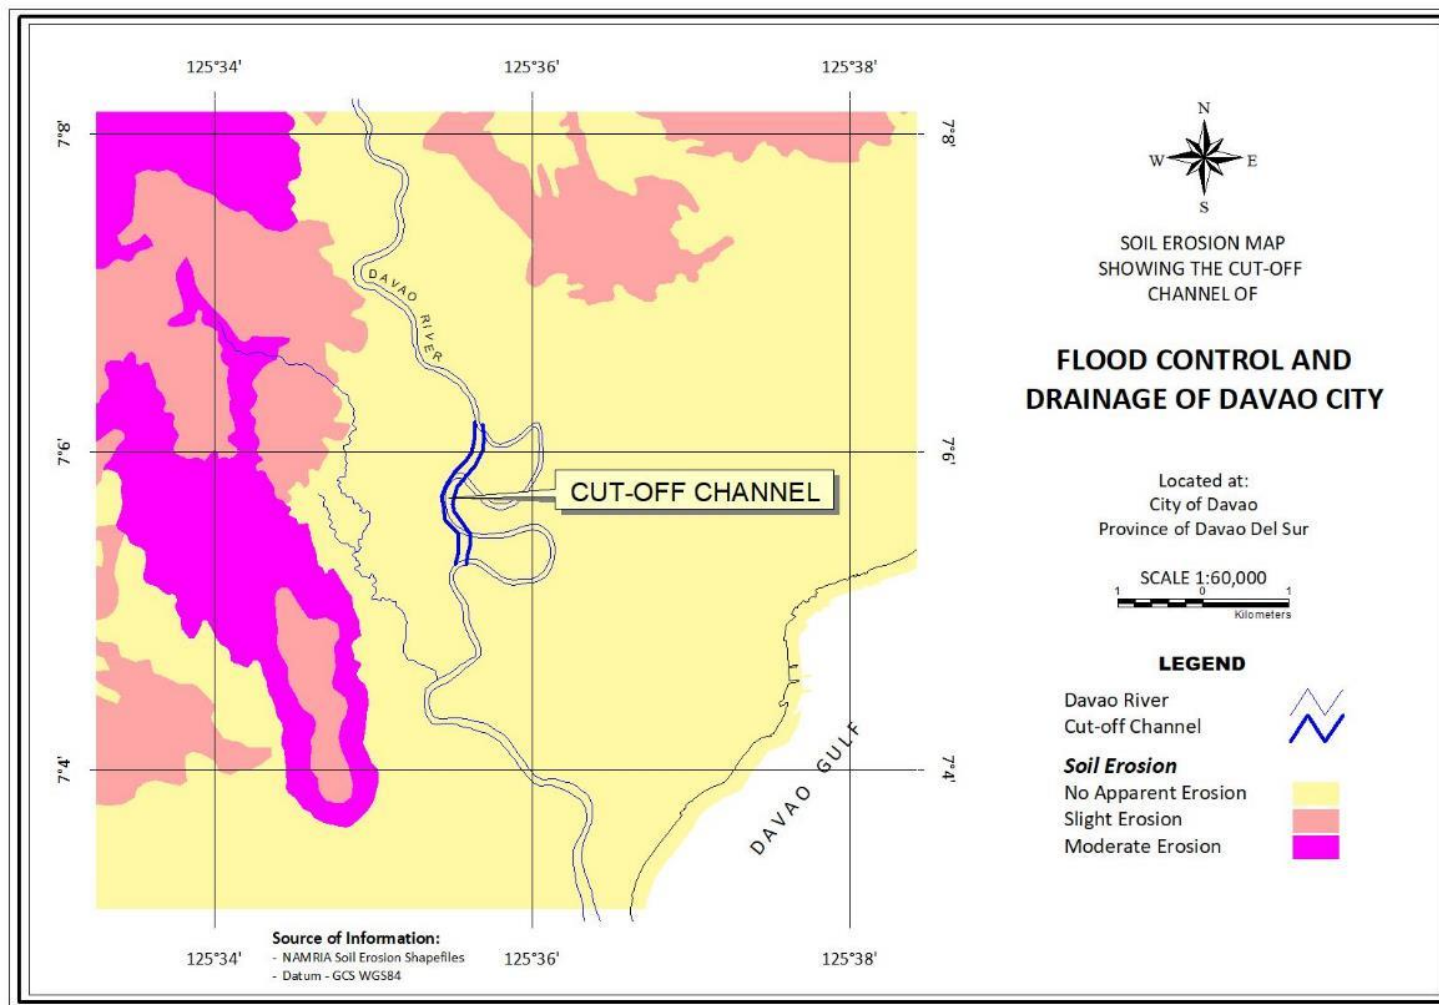 125°34'
125°36'
125°38'
7°8'
7°8'
N
W
E
S
SOIL EROSION MAP
SHOWING THE CUT-OFF
CHANNEL OF
DAVAO RIVER
FLOOD CONTROL AND
DRAINAGE OF DAVAO CITY
7°6'
7°6'
CUT-OFF CHANNEL
Located at:
City of Davao
Province of Davao Del Sur
SCALE 1:60,000
1
0
1
Kilometers
LEGEND
Davao River
Cut-off Channel
Soil Erosion
No Apparent Erosion
Slight Erosion
Moderate Erosion
7°4'
7°4'
DAVAO GULF
Source of Information:
- NAMRIA Soil Erosion Shapefiles
- Datum - GCS WGS84
125°34'
125°36'
125°38'